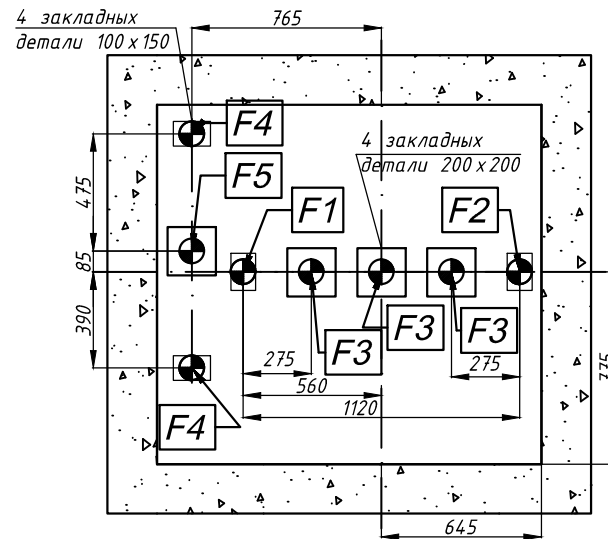 4 закладных
детали 100 x 150
765
F4
4 закладных
детали 200 x 200
F5
475
F1
F2
85
390
F3
F3
F3
275
275
560
1120
F4
775
645